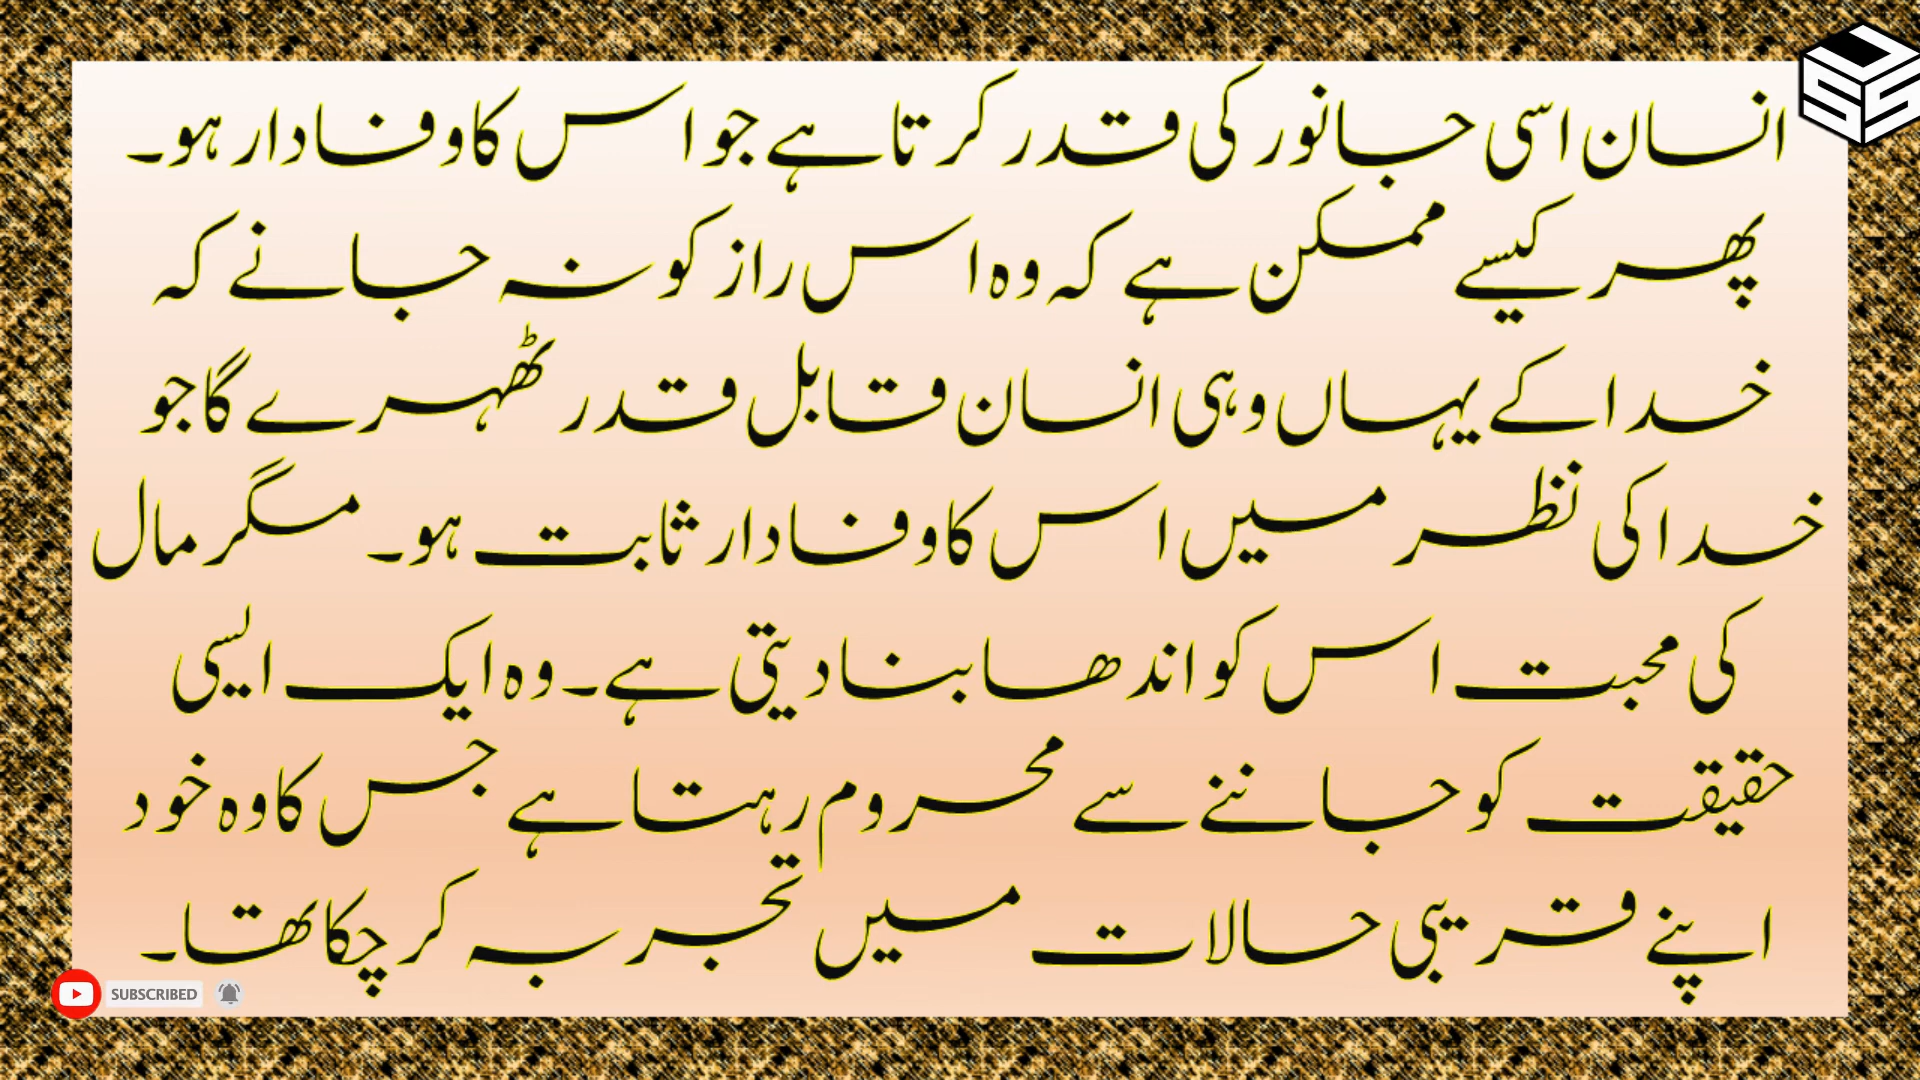 انسان اسی جانور کی قدر کرتا ہے جو اس کا وفادار ہو۔
پھر کیسے ممکن ہے کہ وہ اس راز کو نہ جانے کہ
خدا کے یہاں وہی انسان قابل قدر ٹھہرے گا جو
خدا کی نظر میں اس کا وفادار ثابت ہو۔ مگر مال
کی محبت اس کو اندھا بنا دیتی ہے۔ وہ ایک ایسی
حقیقت کو جاننے سے محروم رہتا ہے جس کا وہ خود
اپنے قریبی حالات میں تجربہ کر چکا تھا۔
SUBSCRIBED